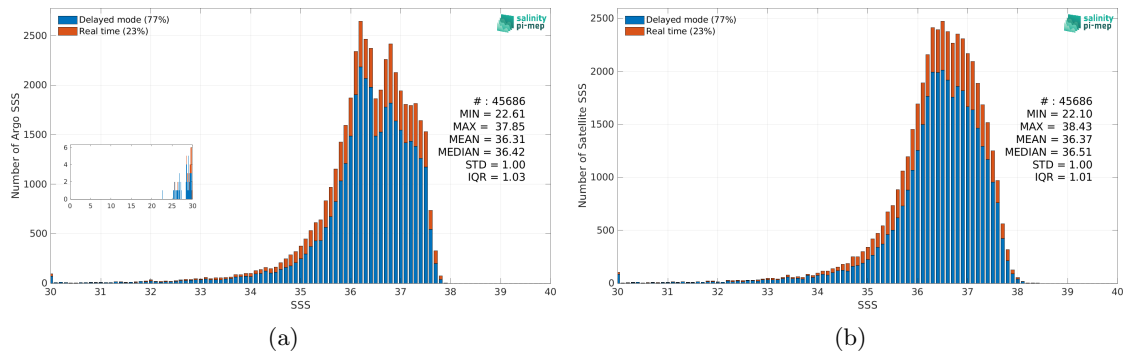 Delayed mode (77%)
Real time (23%)
salinity
pi-mep
2500
2000
1500
1000
500
0
Number of Argo SSS
# : 45686
MIN = 22.61
MAX = 37.85
MEAN = 36.31
MEDIAN = 36.42
STD = 1.00
IQR = 1.03
6
4
2
0
0 5 10 15 20 25 30
30 31 32 33 34 35 36 37 38 39 40
SSS
(a)
Delayed mode (77%)
Real time (23%)
salinity
pi-mep
2500
2000
1500
1000
500
0
Number of Satellite SSS
# : 45686
MIN = 22.10
MAX = 38.43
MEAN = 36.37
MEDIAN = 36.51
STD = 1.00
IQR = 1.01
30 31 32 33 34 35 36 37 38 39 40
SSS
(b)